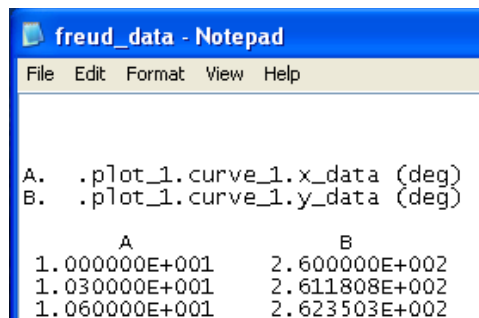 freud_data - Notepad
File Edit Format View Help
A. .plot_1.curve_1.x_data (deg)
B. .plot_1.curve_1.y_data (deg)
A B
1.000000E+001 2.600000E+002
1.030000E+001 2.611808E+002
1.060000E+001 2.623503E+002